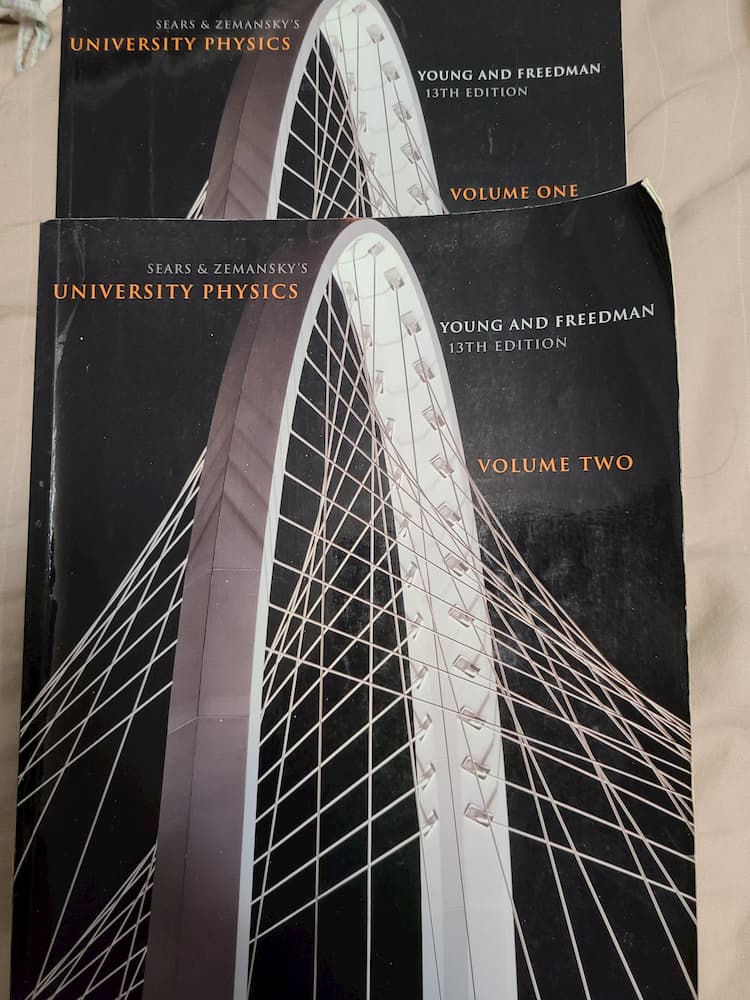 SEARS & ZEMANSKY'S
UNIVERSITY PHYSICS
YOUNG AND FREEDMAN
13TH EDITION
VOLUME ONE
SEARS & ZEMANSKY'S
UNIVERSITY PHYSICS
YOUNG AND FREEDMAN
13TH EDITION
VOLUME TWO